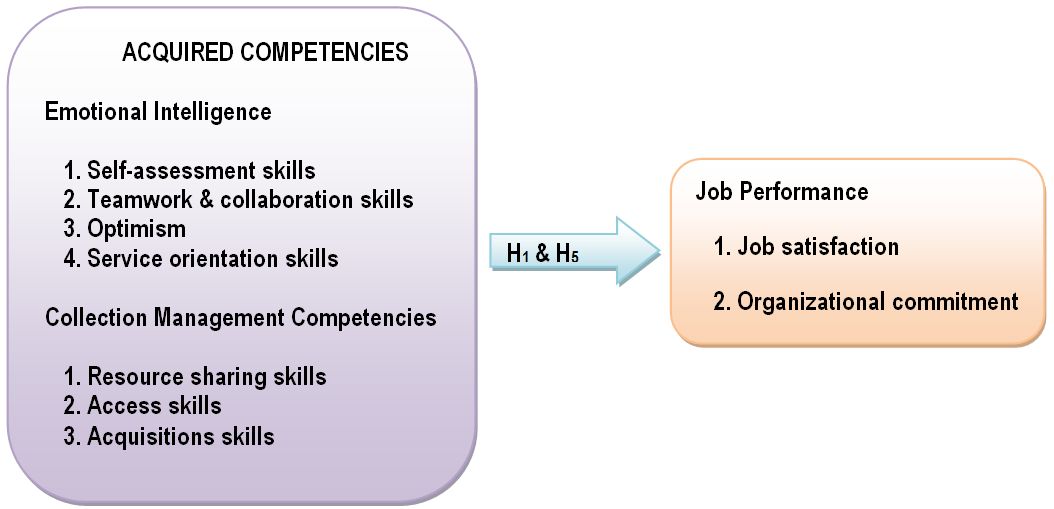 ACQUIRED COMPETENCIES
Emotional Intelligence
1. Self-assessment skills
2. Teamwork & collaboration skills
3. Optimism
4. Service orientation skills
Collection Management Competencies
1. Resource sharing skills
2. Access skills
3. Acquisitions skills
H1 & H5
Job Performance
1. Job satisfaction
2. Organizational commitment